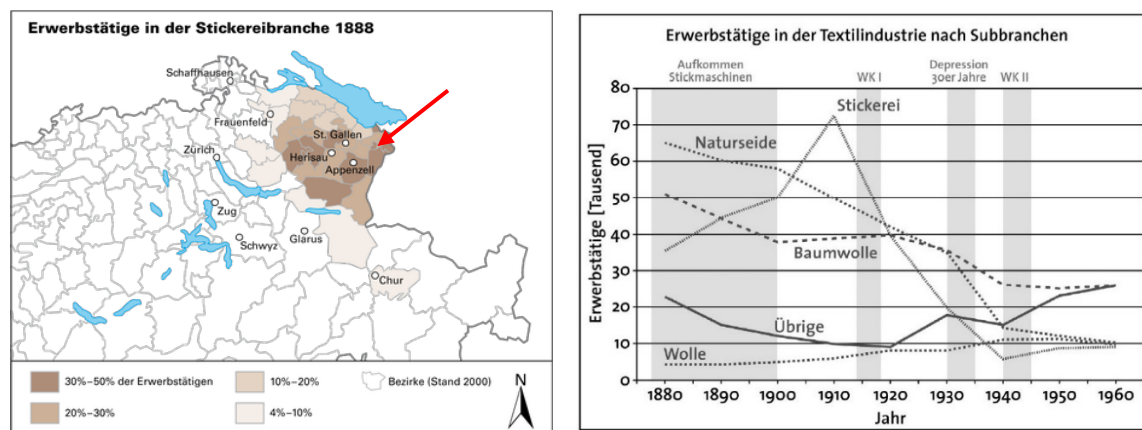 Erwerbstätige in der Stickereibranche 1888
Schaffhausen
Frauenfeld
St. Gallen
Zürich
Herisau
Appenzell
Zug
Schwyz
Glarus
Chur
30%–50% der Erwerbstätigen
10%–20%
Bezirke (Stand 2000)
N
20%–30%
4%–10%
Erwerbstätige in der Textilindustrie nach Subbranchen
Aufkommen
Stickmaschinen
WK I
Depression
30er Jahre
WK II
Erwerbstätige [Tausend]
80
70
60
50
40
30
20
10
0
Stickerei
Naturseide
Baumwolle
Übrige
Wolle
1880 1890 1900 1910 1920 1930 1940 1950 1960
Jahr